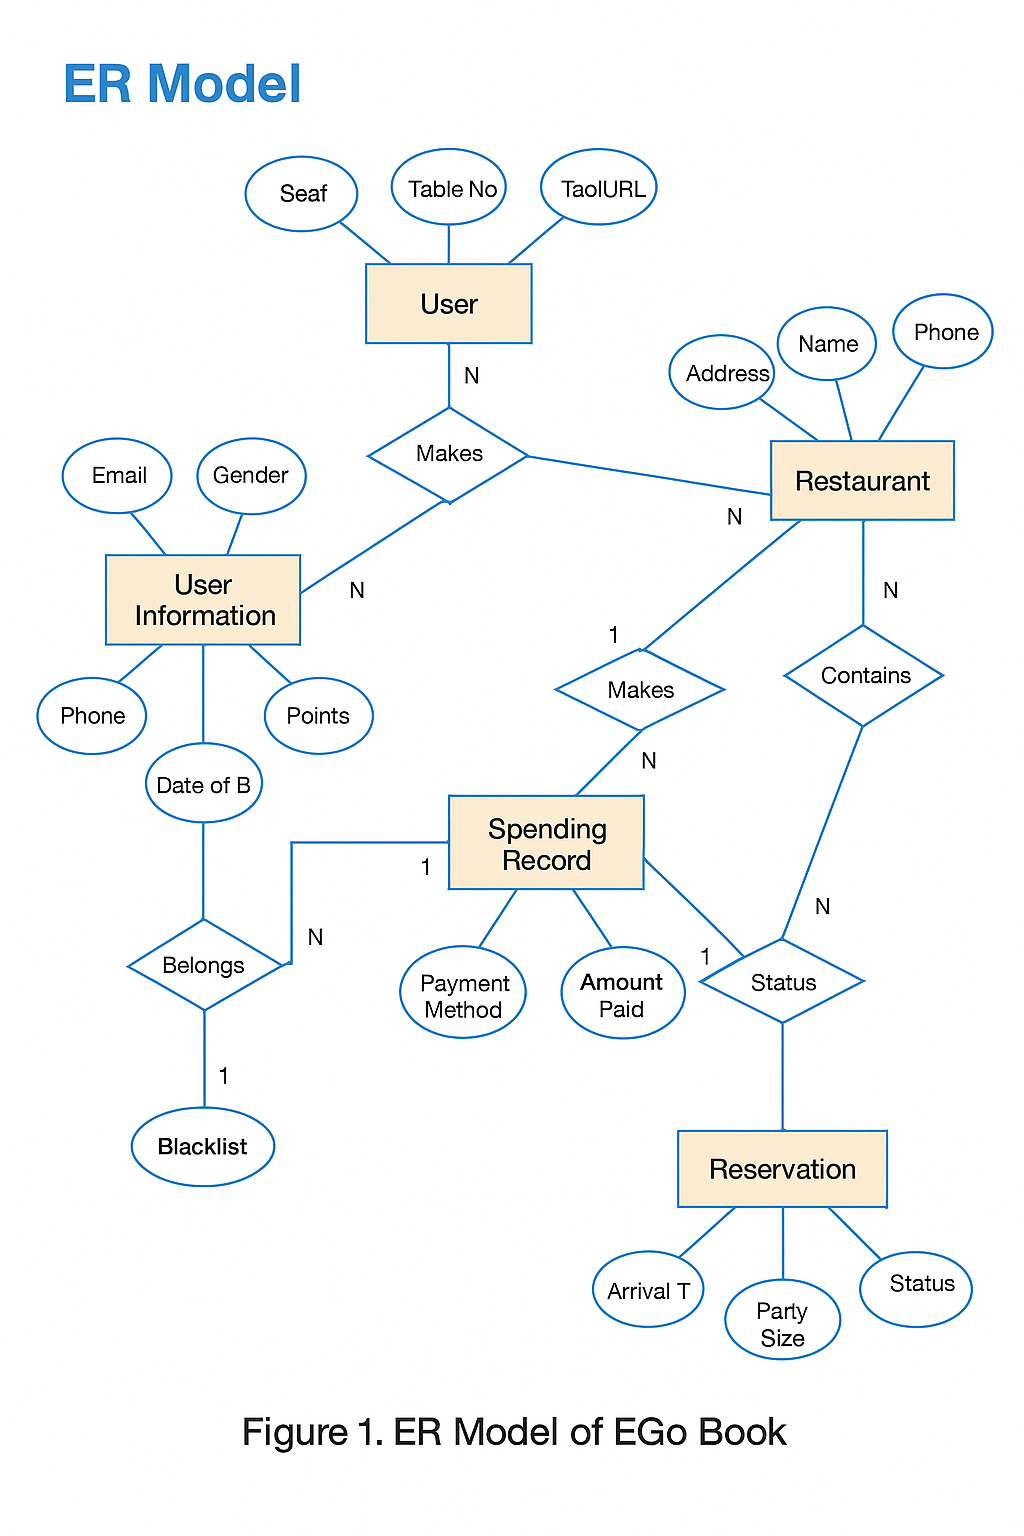 ER Model
Seaf
Table No
TaolURL
User
N
Address
Name
Phone
Makes
Restaurant
N
Email
Gender
User
Information
N
1
N
Makes
Contains
Phone
Points
Date of B
N
Spending
Record
1
N
N
1
Belongs
Payment
Method
Amount
Paid
Status
1
Blacklist
Reservation
Arrival T
Party
Size
Status
Figure 1. ER Model of EGo Book